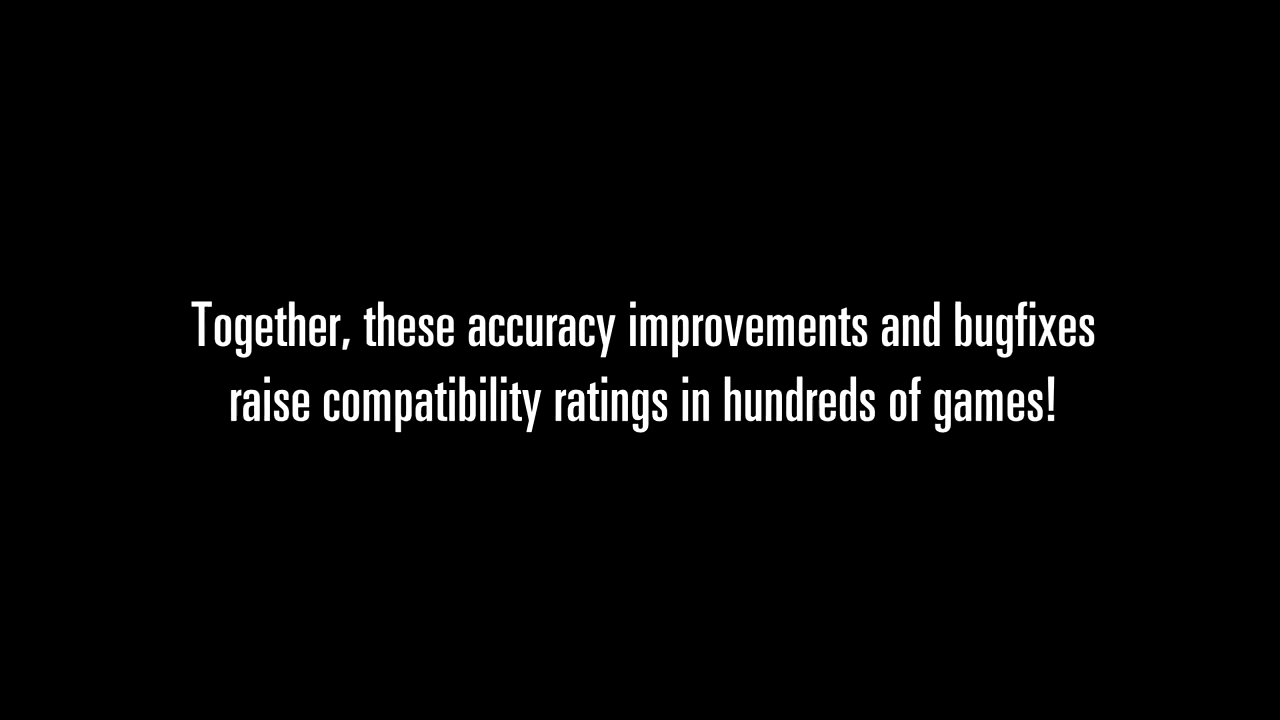 Together, these accuracy improvements and bugfixes
raise compatibility ratings in hundreds of games!